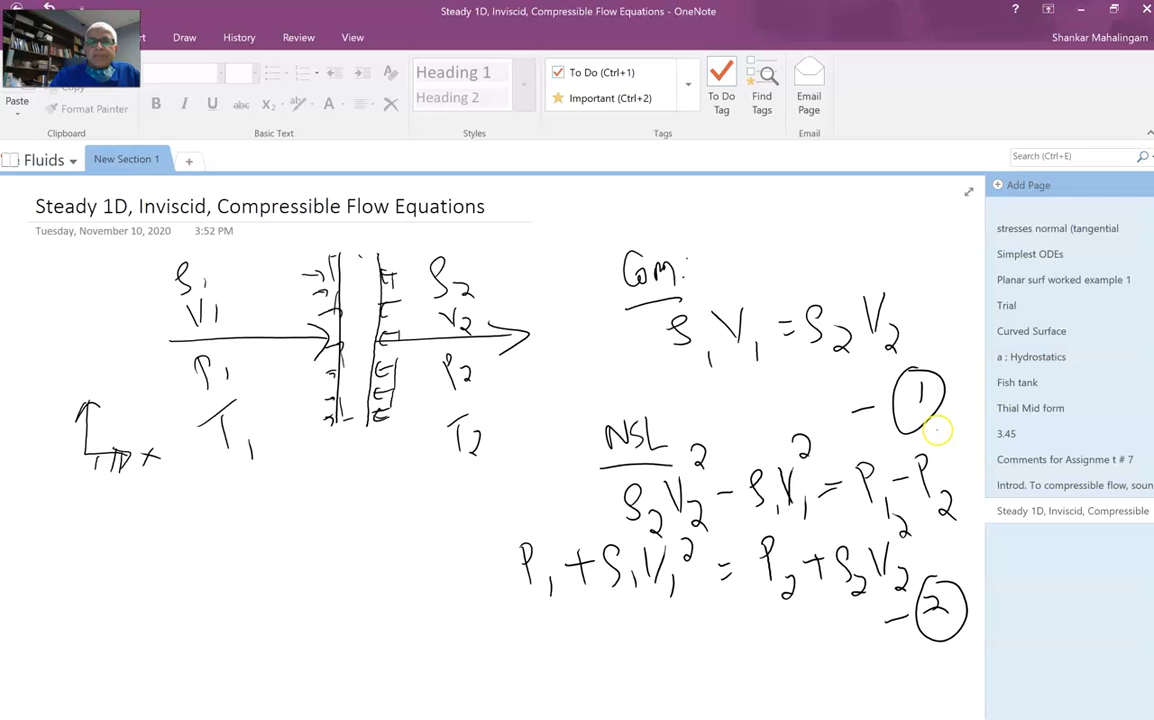 Steady 1D, Inviscid, Compressible Flow Equations - OneNote
Shankar Mahalingam
Draw History Review View
Paste
Copy
Format Painter
Clipboard
B I U abc X₂ A
Basic Text
Heading 1
Heading 2
Styles
To Do (Ctrl+1)
Important (Ctrl+2)
Tags
To Do Tag
Find Tags
Email Page
Email
Fluids
New Section 1
Search (Ctrl+E)
Steady 1D, Inviscid, Compressible Flow Equations
Tuesday, November 10, 2020 3:52 PM
ρ₁
V₁
P₁
T₁
x
ρ₂
V₂
P₂
T₂
Com:
ρ₁V₁ = ρ₂V₂
- ①
NSL
ρ₂V₂² - ρ₁V₁² = P₁ - P₂
P₁ + ρ₁V₁² = P₂ + ρ₂V₂²
- ②
Add Page
stresses normal (tangential
Simplest ODEs
Planar surf worked example 1
Trial
Curved Surface
a ; Hydrostatics
Fish tank
Thial Mid form
3.45
Comments for Assignme t # 7
Introd. To compressible flow, soun
Steady 1D, Inviscid, Compressible